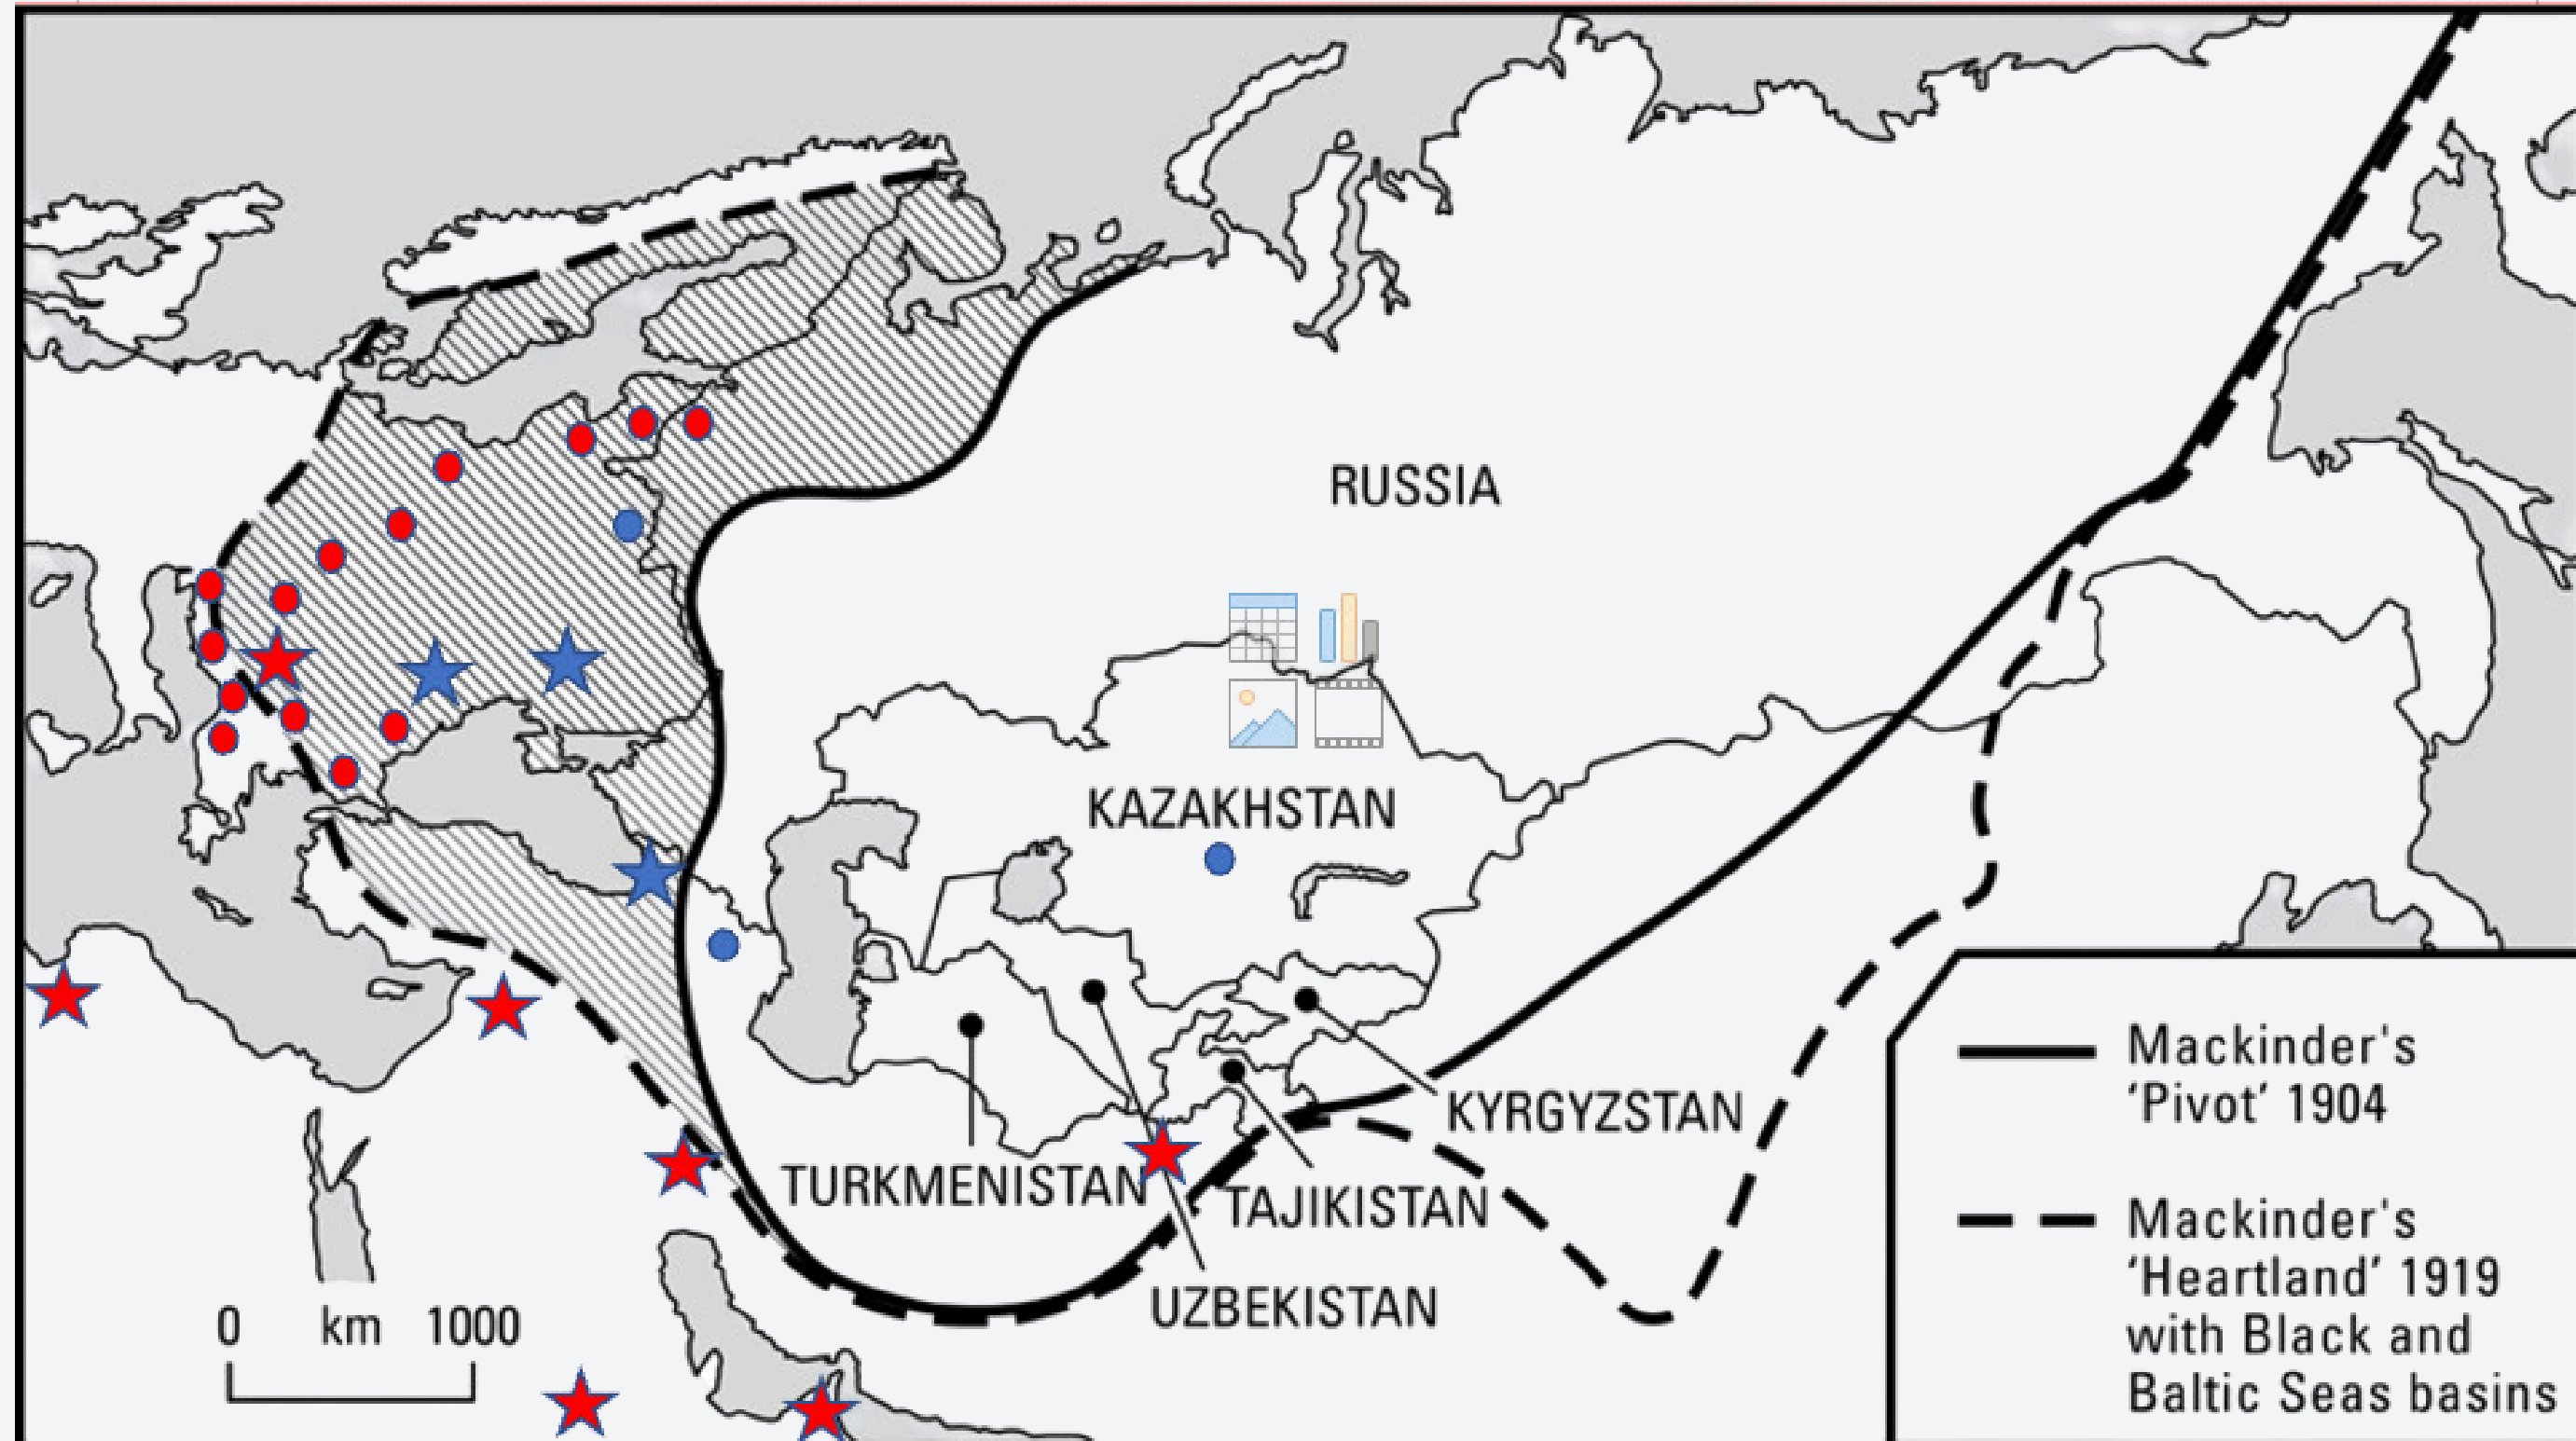 RUSSIA
KAZAKHSTAN
KYRGYZSTAN
TURKMENISTAN
TAJIKISTAN
UZBEKISTAN
0 km 1000
Mackinder's
‘Pivot’ 1904
Mackinder's
‘Heartland’ 1919
with Black and
Baltic Seas basins